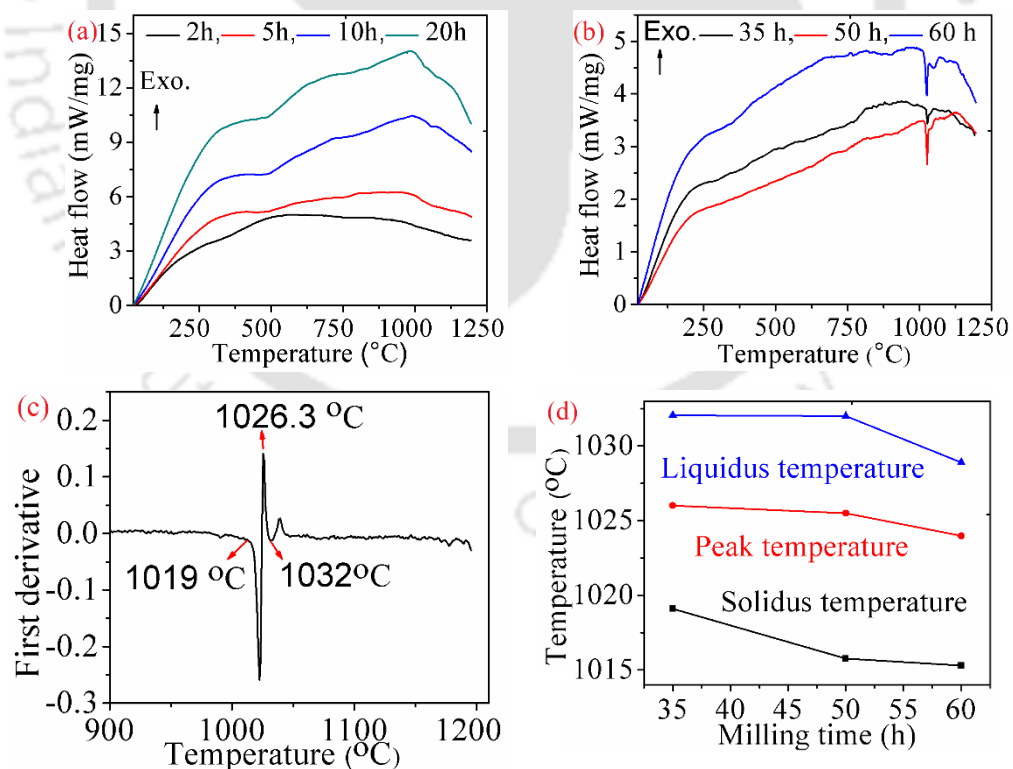 (a) 2h, 5h, 10h, 20h
Exo.
Heat flow (mW/mg)
15
12
9
6
3
0
250 500 750 1000 1250
Temperature (°C)
(b) Exo. 35 h, 50 h, 60 h
Heat flow (mW/mg)
5
4
3
2
1
0
250 500 750 1000 1250
Temperature (°C)
(c)
1026.3 °C
0.2
0.1
0.0
-0.1
-0.2
-0.3
First derivative
1019 °C
1032°C
900 1000 1100 1200
Temperature (°C)
(d)
Temperature (°C)
1030
1025
1020
1015
Liquidus temperature
Peak temperature
Solidus temperature
35 40 45 50 55 60
Milling time (h)
Indian